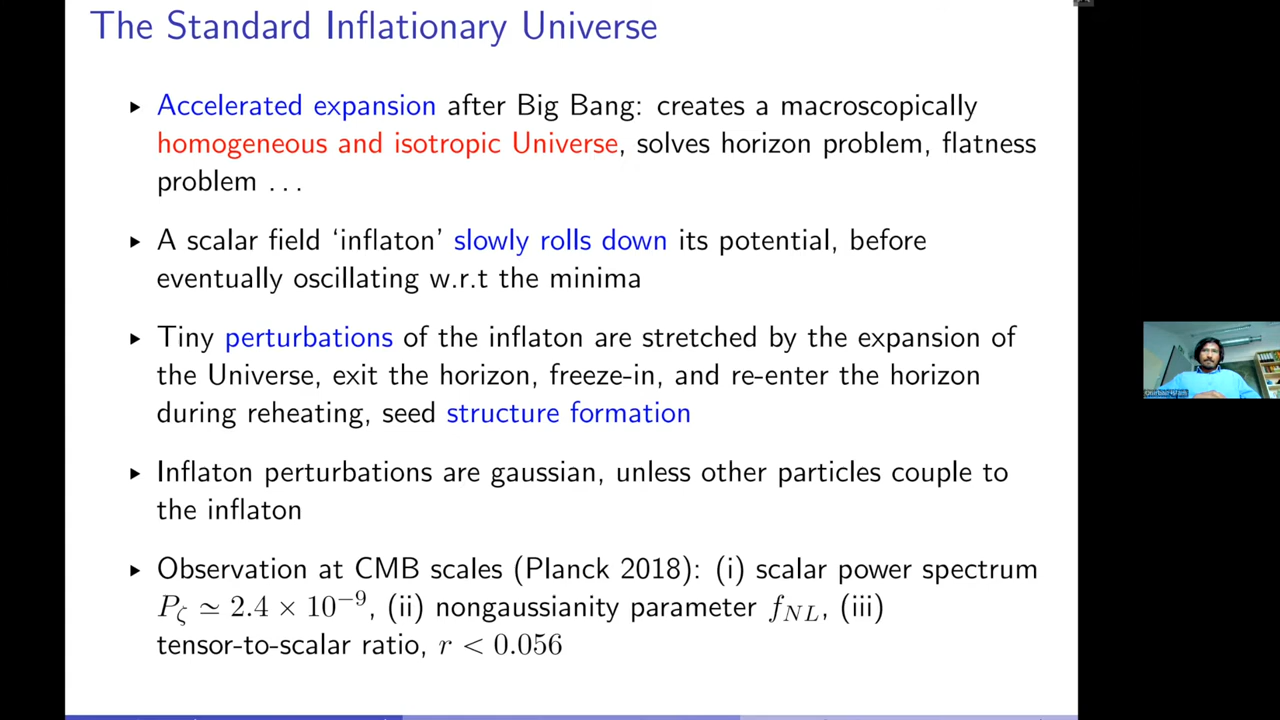 The Standard Inflationary Universe
▶ Accelerated expansion after Big Bang: creates a macroscopically
homogeneous and isotropic Universe, solves horizon problem, flatness
problem . . .
▶ A scalar field ‘inflaton’ slowly rolls down its potential, before
eventually oscillating w.r.t the minima
▶ Tiny perturbations of the inflaton are stretched by the expansion of
the Universe, exit the horizon, freeze-in, and re-enter the horizon
during reheating, seed structure formation
▶ Inflaton perturbations are gaussian, unless other particles couple to
the inflaton
▶ Observation at CMB scales (Planck 2018): (i) scalar power spectrum
P_ζ ≃ 2.4 × 10⁻⁹, (ii) nongaussianity parameter f_NL, (iii)
tensor-to-scalar ratio, r < 0.056